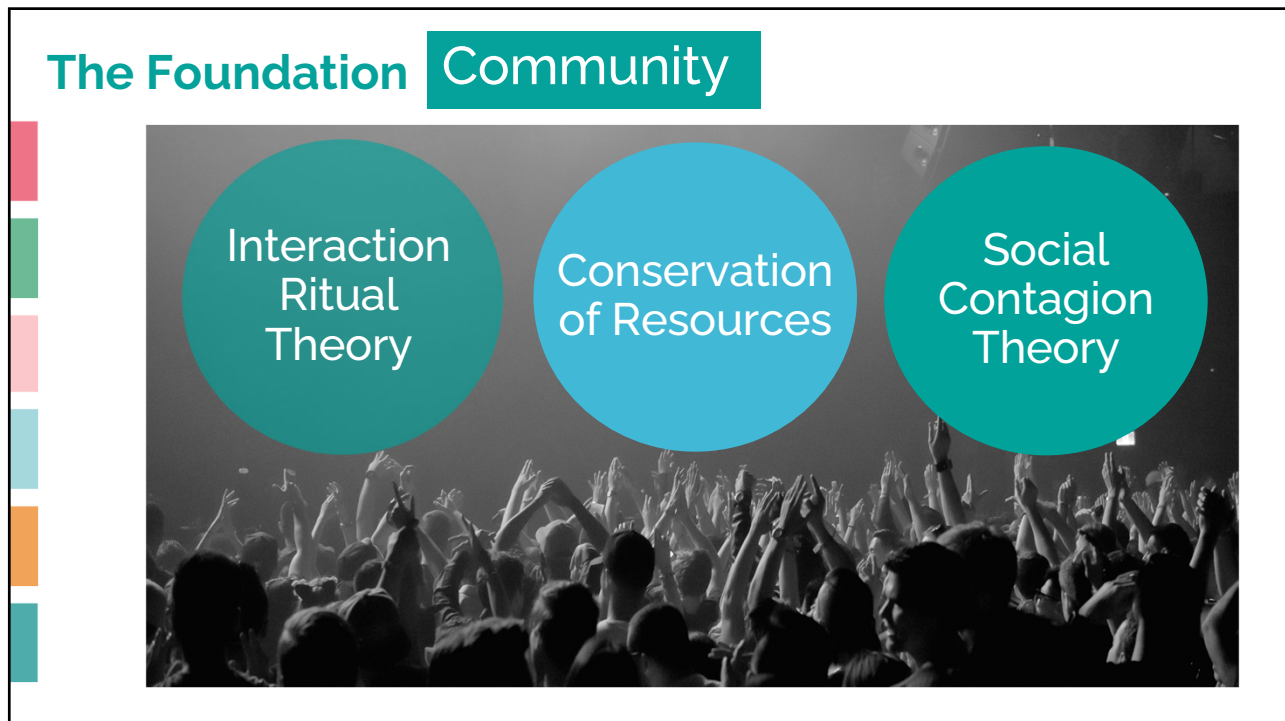 The Foundation Community
Interaction
Ritual
Theory
Conservation
of Resources
Social
Contagion
Theory